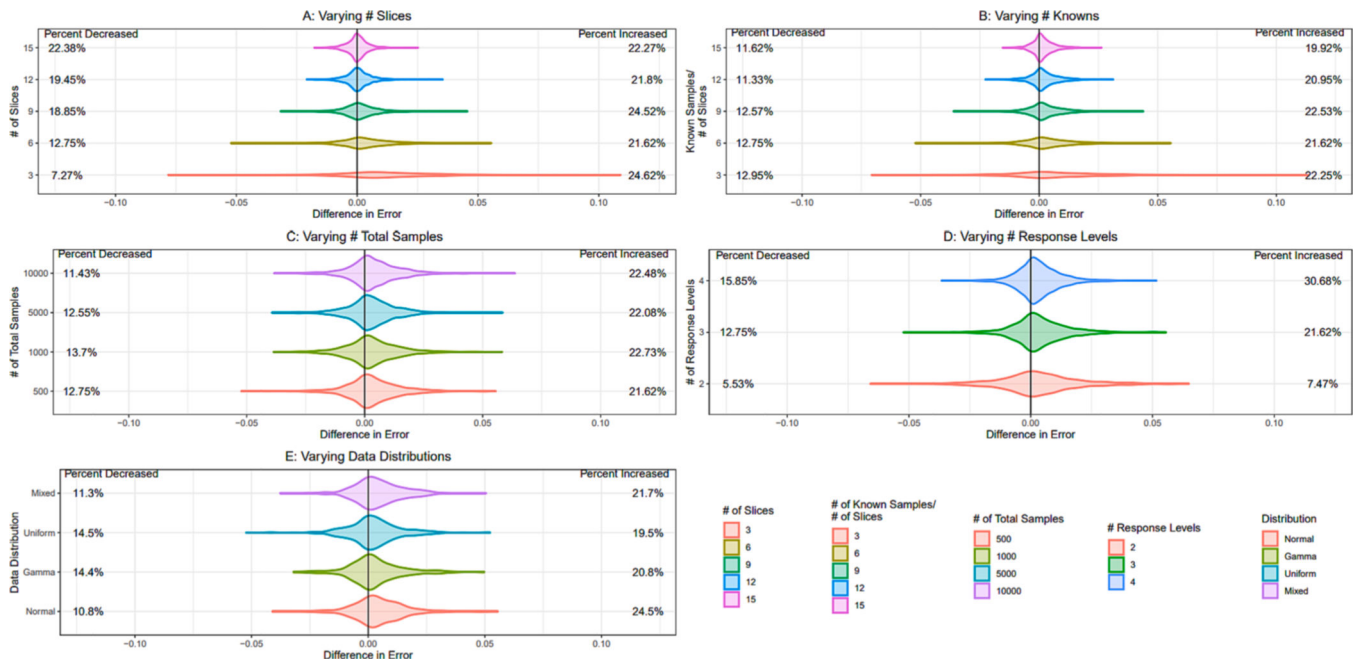 A: Varying # Slices
Percent Decreased
Percent Increased
# of Slices
15
22.38%
22.27%
12
19.45%
21.8%
9
18.85%
24.52%
6
12.75%
21.62%
3
7.27%
24.62%
−0.10
−0.05
0.00
0.05
0.10
Difference in Error
B: Varying # Knowns
Percent Decreased
Percent Increased
Known Samples/
# of Slices
15
11.62%
19.92%
12
11.33%
20.95%
9
12.57%
22.53%
6
12.75%
21.62%
3
12.95%
22.25%
−0.10
−0.05
0.00
0.05
0.10
Difference in Error
C: Varying # Total Samples
Percent Decreased
Percent Increased
# of Total Samples
10000
11.43%
22.48%
5000
12.55%
22.08%
1000
13.7%
22.73%
500
12.75%
21.62%
−0.10
−0.05
0.00
0.05
0.10
Difference in Error
D: Varying # Response Levels
Percent Decreased
Percent Increased
# of Response Levels
4
15.85%
30.68%
3
12.75%
21.62%
2
5.53%
7.47%
−0.10
−0.05
0.00
0.05
0.10
Difference in Error
E: Varying Data Distributions
Percent Decreased
Percent Increased
Data Distribution
Mixed
11.3%
21.7%
Uniform
14.5%
19.5%
Gamma
14.4%
20.8%
Normal
10.8%
24.5%
−0.10
−0.05
0.00
0.05
0.10
Difference in Error
# of Slices
3
6
9
12
15
# of Known Samples/
# of Slices
3
6
9
12
15
# of Total Samples
500
1000
5000
10000
# Response Levels
2
3
4
Distribution
Normal
Gamma
Uniform
Mixed